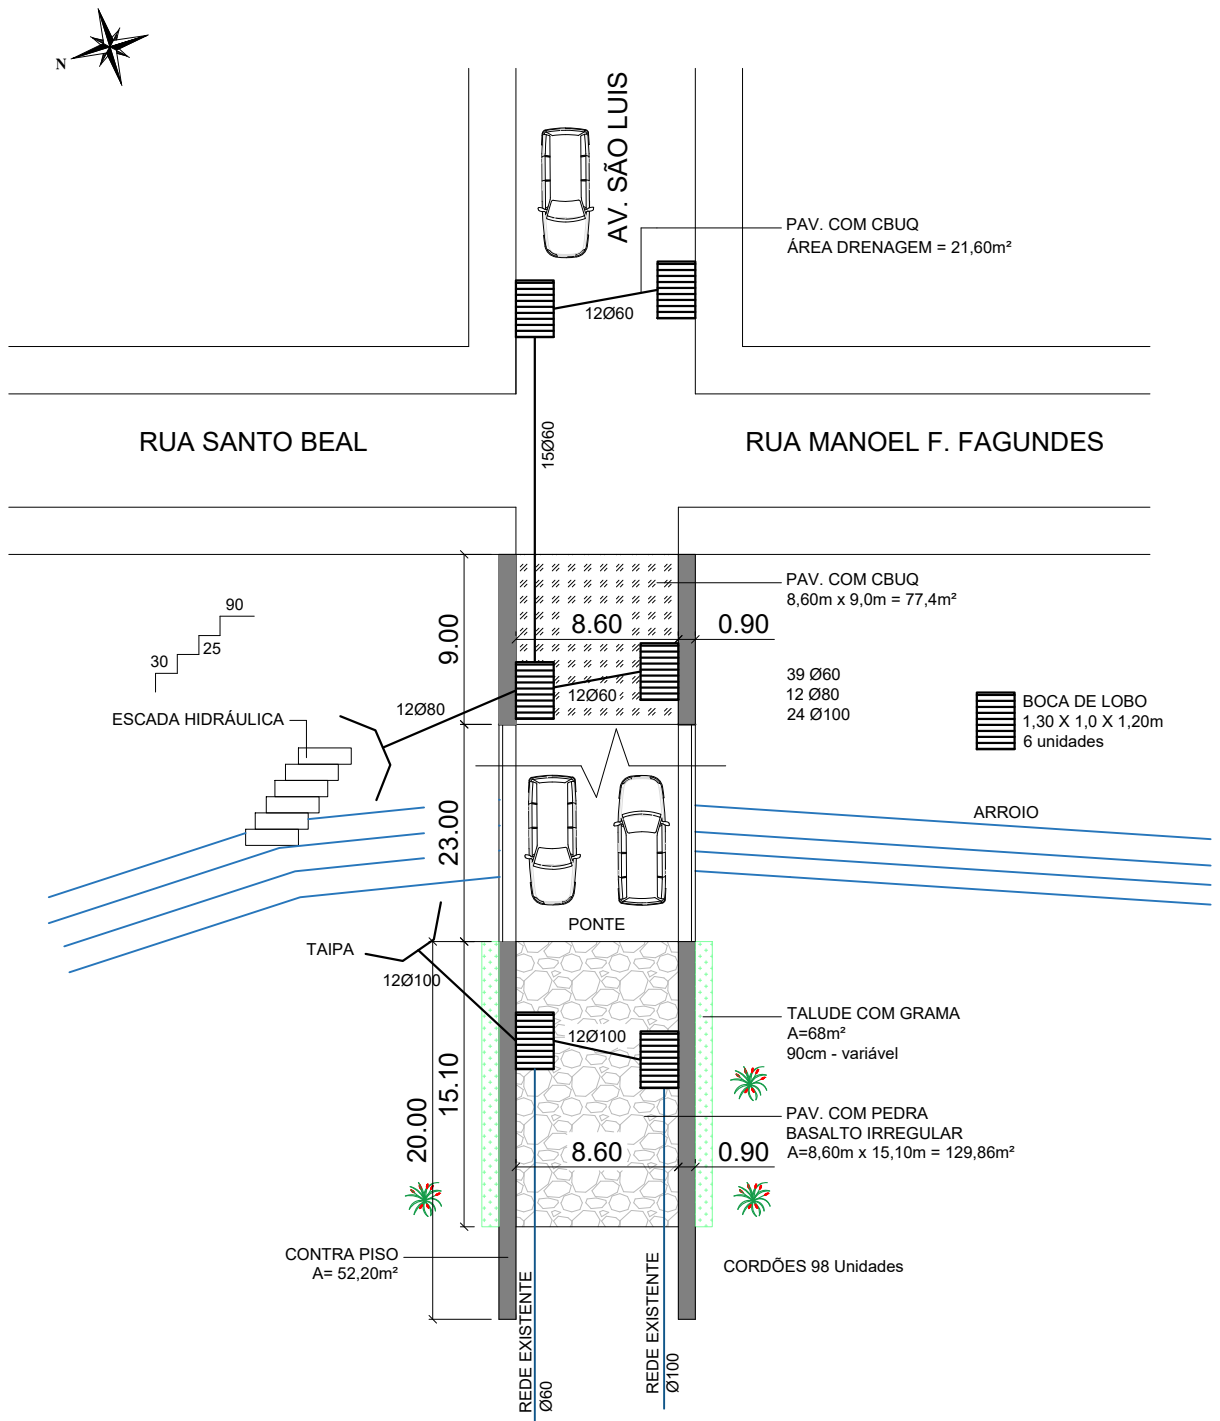 N
AV. SÃO LUIS
PAV. COM CBUQ
ÁREA DRENAGEM = 21,60m²
12Ø60
15Ø60
RUA SANTO BEAL
RUA MANOEL F. FAGUNDES
PAV. COM CBUQ
8,60m x 9,0m = 77,4m²
90
25
30
9.00
8.60
0.90
39 Ø60
12 Ø80
24 Ø100
12Ø60
12Ø80
ESCADA HIDRÁULICA
BOCA DE LOBO
1,30 X 1,0 X 1,20m
6 unidades
23.00
ARROIO
PONTE
TAIPA
12Ø100
12Ø100
TALUDE COM GRAMA
A=68m²
90cm - variável
15.10
20.00
PAV. COM PEDRA
BASALTO IRREGULAR
A=8,60m x 15,10m = 129,86m²
8.60
0.90
CONTRA PISO
A= 52,20m²
CORDÕES 98 Unidades
REDE EXISTENTE
Ø60
REDE EXISTENTE
Ø100